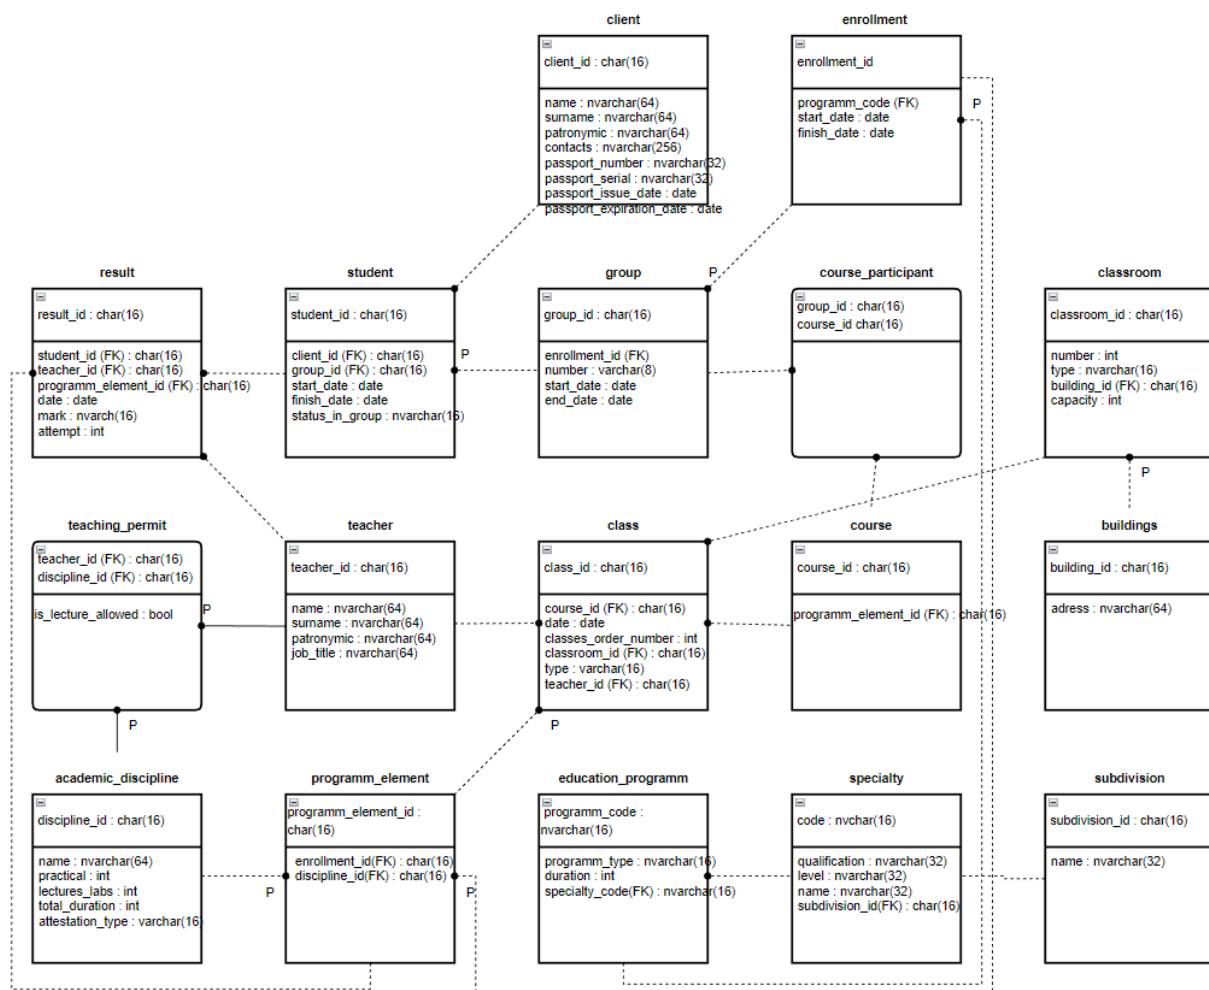 client
client_id : char(16)
name : nvarchar(64)
surname : nvarchar(64)
patronymic : nvarchar(64)
contacts : nvarchar(256)
passport_number : nvarchar(32)
passport_serial : nvarchar(32)
passport_issue_date : date
passport_expiration_date : date
enrollment
enrollment_id
programm_code (FK)
start_date : date
finish_date : date
P
P
result
result_id : char(16)
student_id (FK) : char(16)
teacher_id (FK) : char(16)
programm_element_id (FK) : char(16)
date : date
mark : nvarch(16)
attempt : int
student
student_id : char(16)
client_id (FK) : char(16)
group_id (FK) : char(16)
start_date : date
finish_date : date
status_in_group : nvarchar(16)
P
group
group_id : char(16)
enrollment_id (FK)
number : varchar(8)
start_date : date
end_date : date
course_participant
group_id : char(16)
course_id char(16)
classroom
classroom_id : char(16)
number : int
type : nvarchar(16)
building_id (FK) : char(16)
capacity : int
P
teaching_permit
teacher_id (FK) : char(16)
discipline_id (FK) : char(16)
is_lecture_allowed : bool
P
P
teacher
teacher_id : char(16)
name : nvarchar(64)
surname : nvarchar(64)
patronymic : nvarchar(64)
job_title : nvarchar(64)
class
class_id : char(16)
course_id (FK) : char(16)
date : date
classes_order_number : int
classroom_id (FK) : char(16)
type : varchar(16)
teacher_id (FK) : char(16)
P
course
course_id : char(16)
programm_element_id (FK) : char(16)
buildings
building_id : char(16)
adress : nvarchar(64)
academic_discipline
discipline_id : char(16)
name : nvarchar(64)
practical : int
lectures_labs : int
total_duration : int
attestation_type : varchar(16)
P
programm_element
programm_element_id :
char(16)
enrollment_id(FK) : char(16)
discipline_id(FK) : char(16)
P
education_programm
programm_code :
nvarchar(16)
programm_type : nvarchar(16)
duration : int
specialty_code(FK) : nvarchar(16)
specialty
code : nvchar(16)
qualification : nvarchar(32)
level : nvarchar(32)
name : nvarchar(32)
subdivision_id(FK) : char(16)
subdivision
subdivision_id : char(16)
name : nvarchar(32)